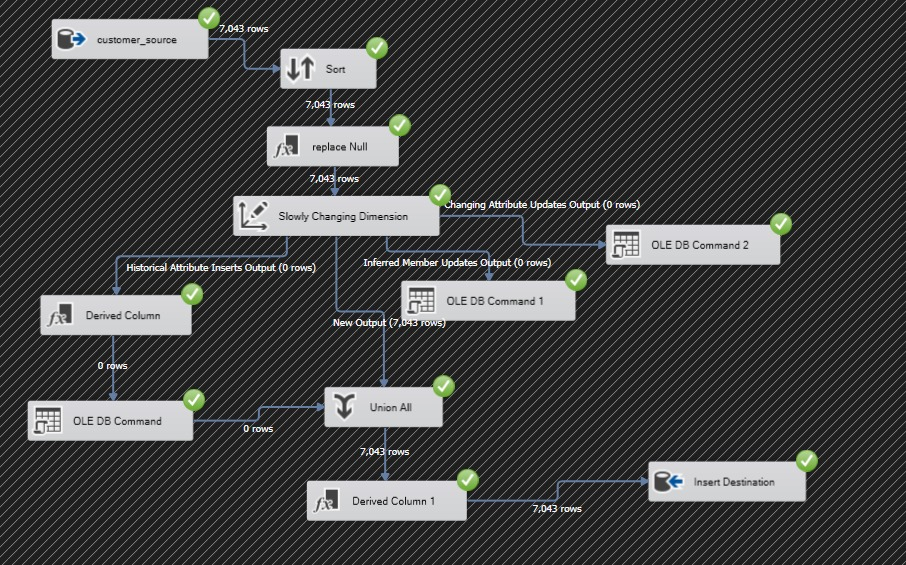 customer_source
7,043 rows
Sort
7,043 rows
replace Null
7,043 rows
Slowly Changing Dimension
Changing Attribute Updates Output (0 rows)
OLE DB Command 2
Historical Attribute Inserts Output (0 rows)
Inferred Member Updates Output (0 rows)
Derived Column
OLE DB Command 1
New Output (7,043 rows)
0 rows
OLE DB Command
0 rows
Union All
7,043 rows
Derived Column 1
7,043 rows
Insert Destination